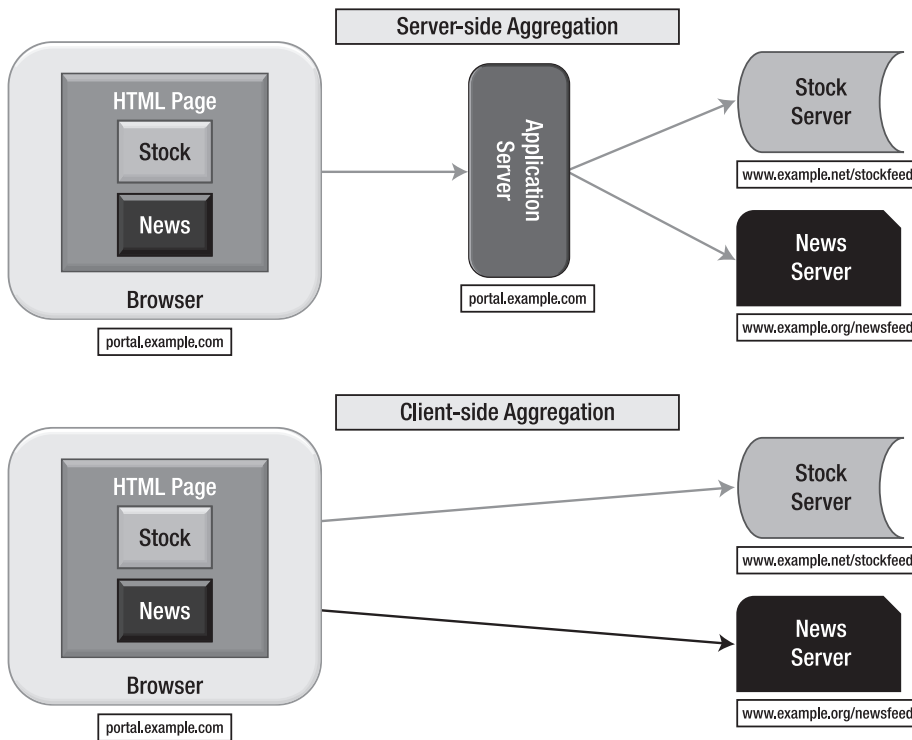 Server-side Aggregation
HTML Page
Stock
News
Browser
portal.example.com
Application
Server
portal.example.com
Stock
Server
www.example.net/stockfeed
News
Server
www.example.org/newsfeed
Client-side Aggregation
HTML Page
Stock
News
Browser
portal.example.com
Stock
Server
www.example.net/stockfeed
News
Server
www.example.org/newsfeed